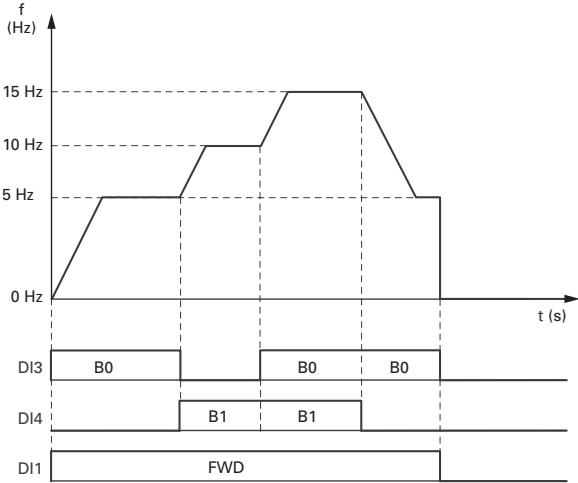 f
(Hz)
15 Hz
10 Hz
5 Hz
0 Hz
t (s)
DI3 B0 B0 B0
DI4 B1 B1
DI1 FWD